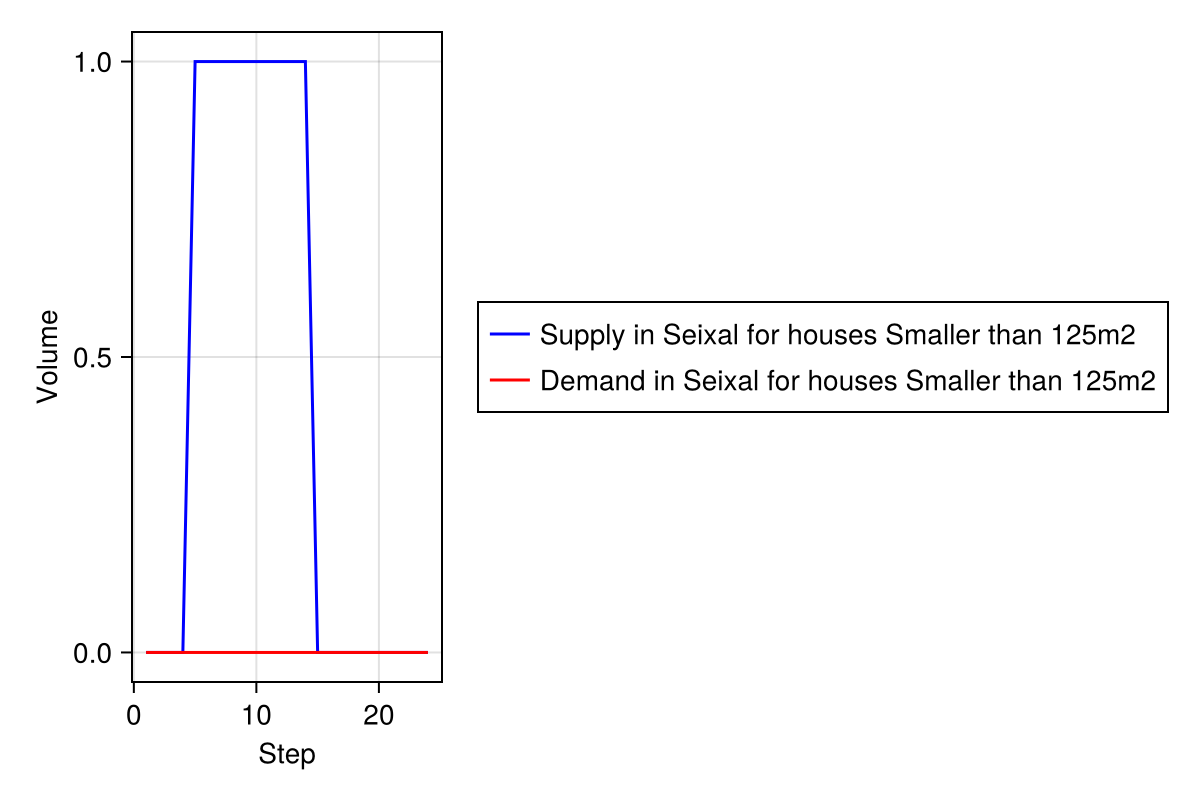 1.0
0.5
0.0
Volume
0 10 20
Step
Supply in Seixal for houses Smaller than 125m2
Demand in Seixal for houses Smaller than 125m2